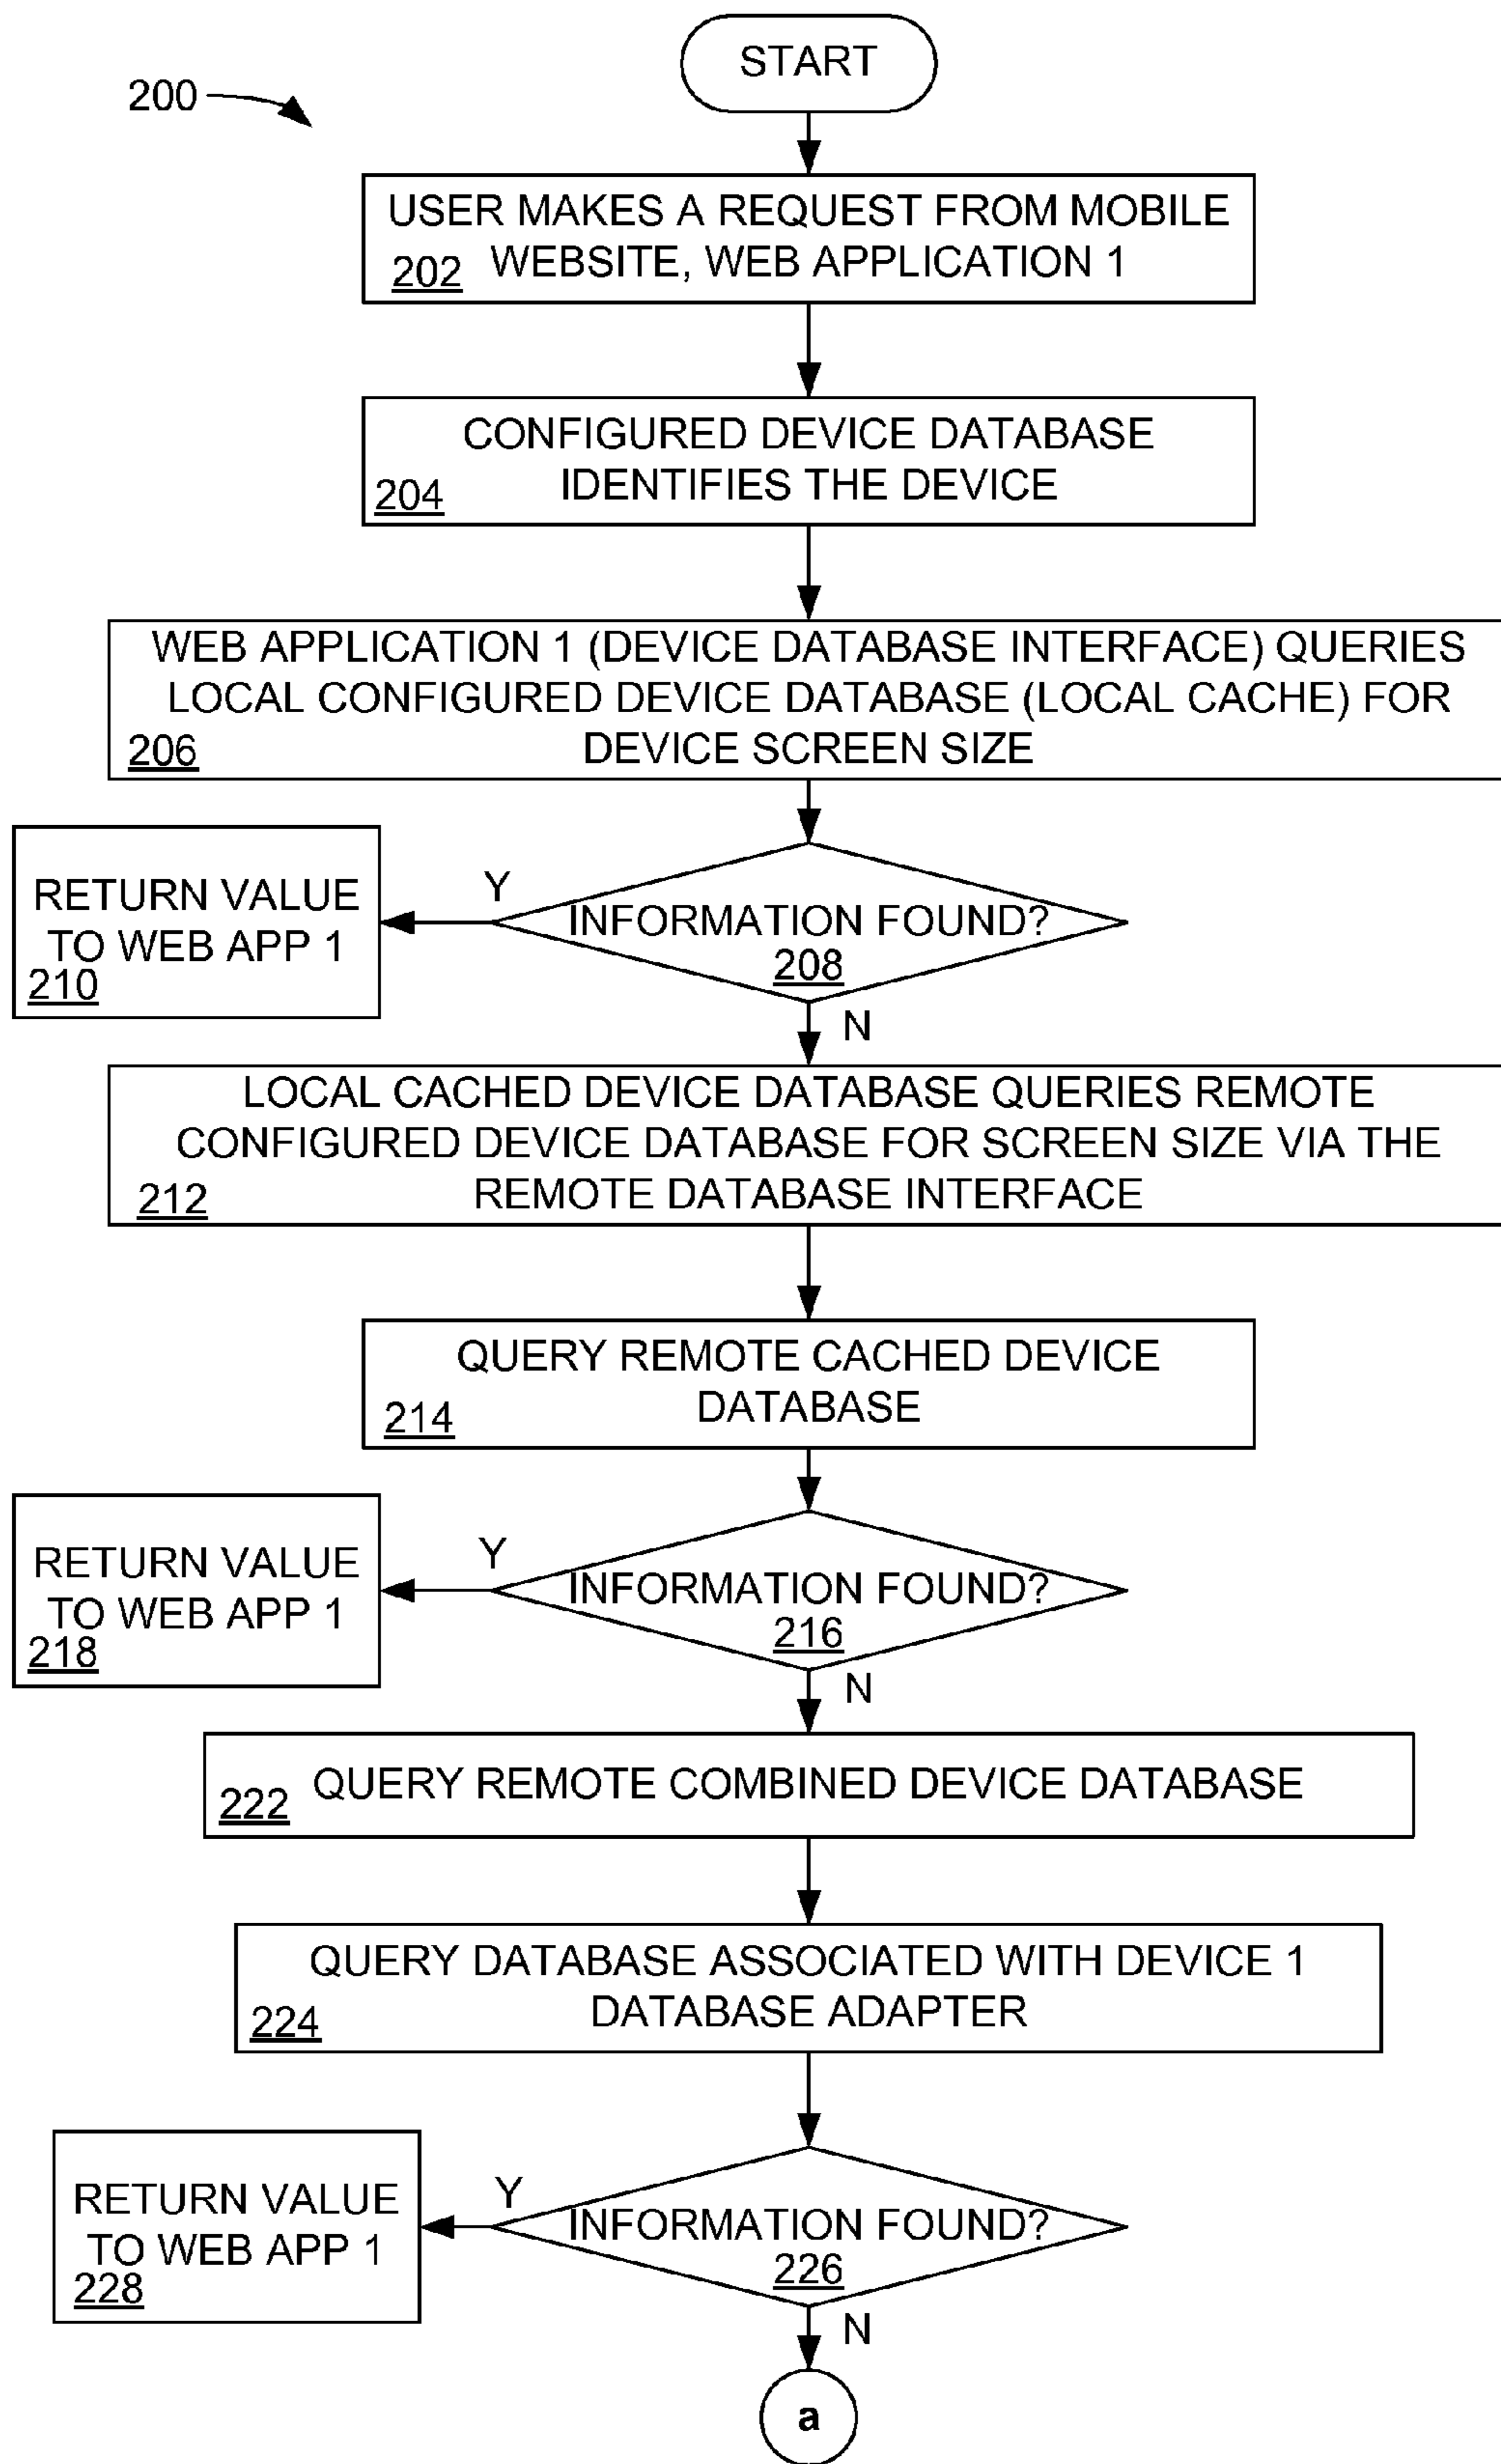 START
200
USER MAKES A REQUEST FROM MOBILE
202 WEBSITE, WEB APPLICATION 1
CONFIGURED DEVICE DATABASE
204 IDENTIFIES THE DEVICE
WEB APPLICATION 1 (DEVICE DATABASE INTERFACE) QUERIES
LOCAL CONFIGURED DEVICE DATABASE (LOCAL CACHE) FOR
206 DEVICE SCREEN SIZE
RETURN VALUE
TO WEB APP 1
210
Y
INFORMATION FOUND?
208
N
LOCAL CACHED DEVICE DATABASE QUERIES REMOTE
CONFIGURED DEVICE DATABASE FOR SCREEN SIZE VIA THE
212 REMOTE DATABASE INTERFACE
QUERY REMOTE CACHED DEVICE
214 DATABASE
RETURN VALUE
TO WEB APP 1
218
Y
INFORMATION FOUND?
216
N
222 QUERY REMOTE COMBINED DEVICE DATABASE
QUERY DATABASE ASSOCIATED WITH DEVICE 1
224 DATABASE ADAPTER
RETURN VALUE
TO WEB APP 1
228
Y
INFORMATION FOUND?
226
N
a